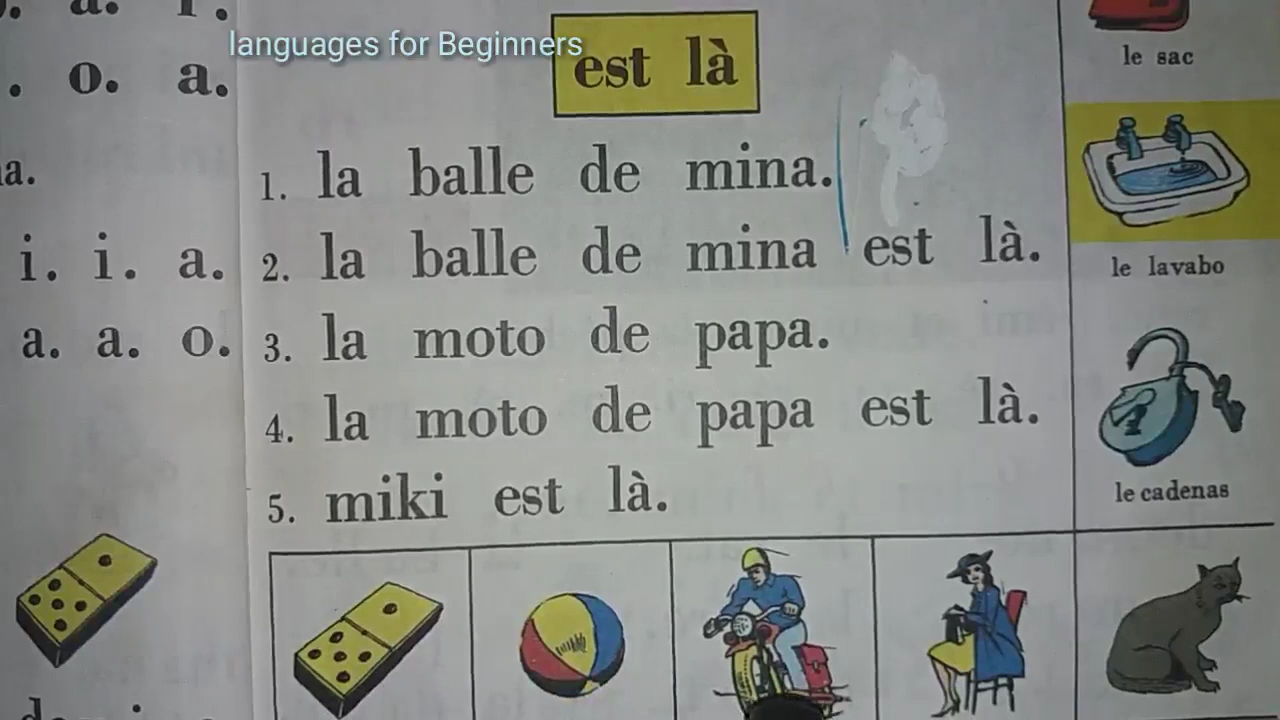 languages for Beginners
o. a.
a.
i. i. a.
a. a. o.
est là
1. la balle de mina.
2. la balle de mina est là.
3. la moto de papa.
4. la moto de papa est là.
5. miki est là.
le sac
le lavabo
le cadenas